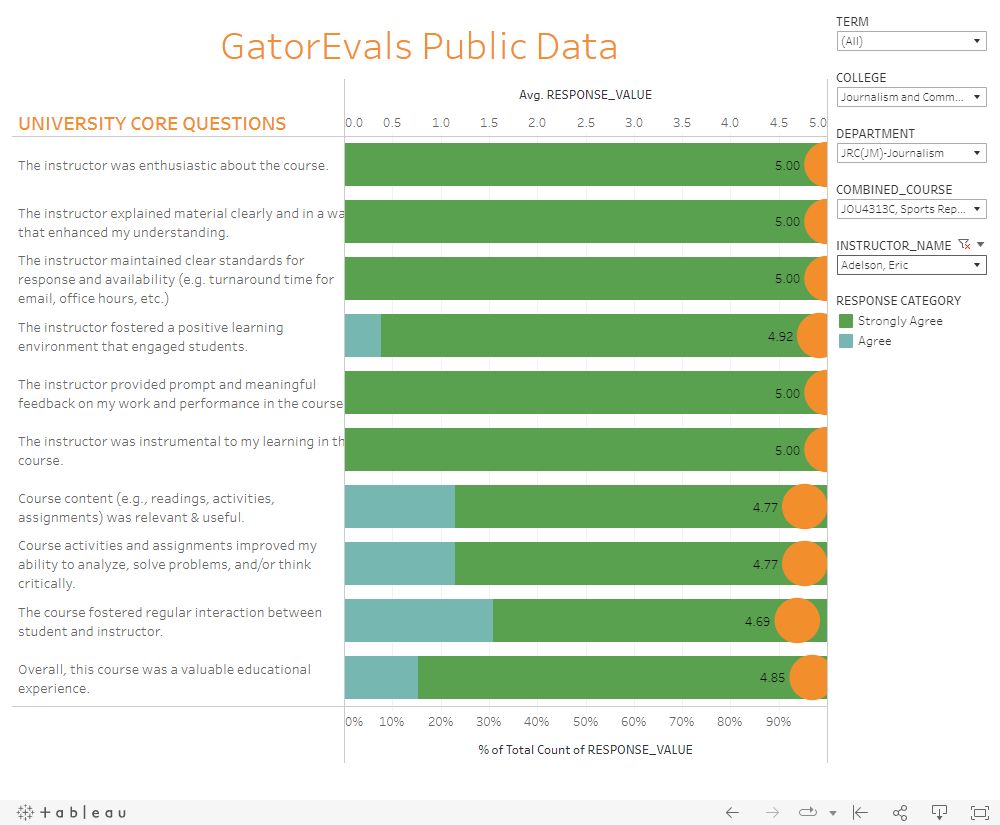 GatorEvals Public Data
TERM
(All)
COLLEGE
Journalism and Comm...
DEPARTMENT
JRC(JM)-Journalism
COMBINED_COURSE
JOU4313C, Sports Rep...
INSTRUCTOR_NAME
Adelson, Eric
RESPONSE CATEGORY
Strongly Agree
Agree
Avg. RESPONSE_VALUE
UNIVERSITY CORE QUESTIONS
0.0 0.5 1.0 1.5 2.0 2.5 3.0 3.5 4.0 4.5 5.0
The instructor was enthusiastic about the course.
5.00
The instructor explained material clearly and in a wa
that enhanced my understanding.
5.00
The instructor maintained clear standards for
response and availability (e.g. turnaround time for
email, office hours, etc.)
5.00
The instructor fostered a positive learning
environment that engaged students.
4.92
The instructor provided prompt and meaningful
feedback on my work and performance in the course
5.00
The instructor was instrumental to my learning in th
course.
5.00
Course content (e.g., readings, activities,
assignments) was relevant & useful.
4.77
Course activities and assignments improved my
ability to analyze, solve problems, and/or think
critically.
4.77
The course fostered regular interaction between
student and instructor.
4.69
Overall, this course was a valuable educational
experience.
4.85
0% 10% 20% 30% 40% 50% 60% 70% 80% 90%
% of Total Count of RESPONSE_VALUE
tableau